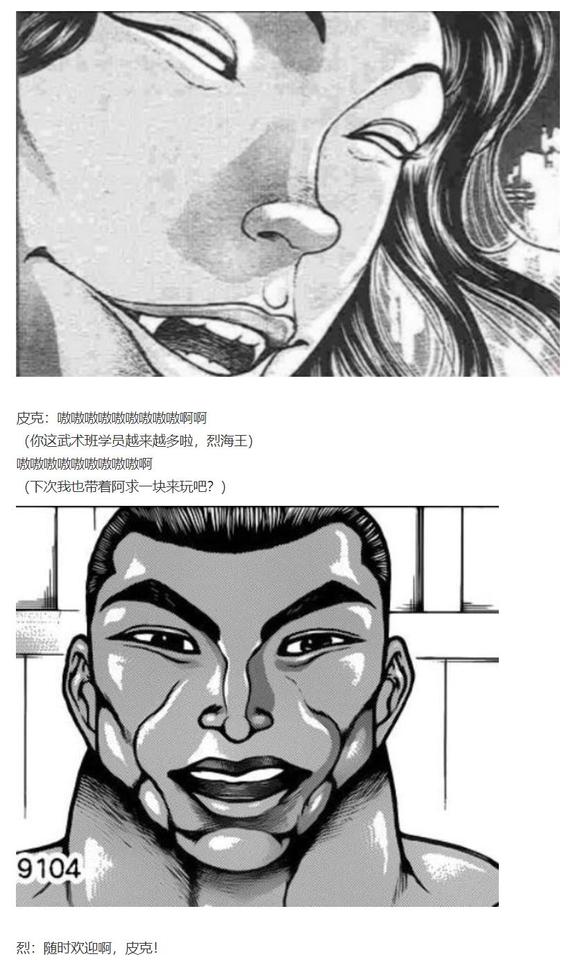 皮克：嗷嗷嗷嗷嗷嗷嗷嗷嗷啊啊
（你这武术班学员越来越多啦，烈海王）
嗷嗷嗷嗷嗷嗷嗷嗷嗷啊
（下次我也带着阿求一块来玩吧？）
9104
烈：随时欢迎啊，皮克！